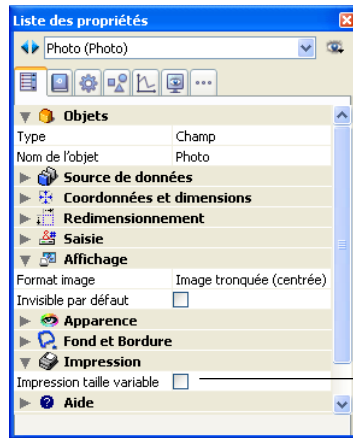 Liste des propriétés
Photo (Photo)
Objets
Type Champ
Nom de l'objet Photo
Source de données
Coordonnées et dimensions
Redimensionnement
Saisie
Affichage
Format image Image tronquée (centrée)
Invisible par défaut
Apparence
Fond et Bordure
Impression
Impression taille variable
Aide